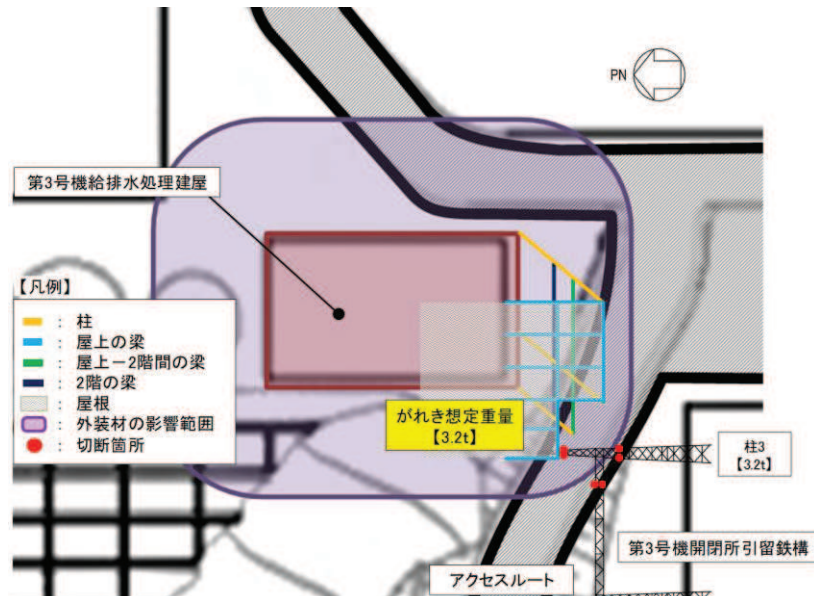 PN
第3号機給排水処理建屋
【凡例】
： 柱
： 屋上の梁
： 屋上－2階間の梁
： 2階の梁
： 屋根
： 外装材の影響範囲
： 切断箇所
がれき想定重量
【3.2t】
柱3
【3.2t】
第3号機開閉所引留鉄構
アクセスルート